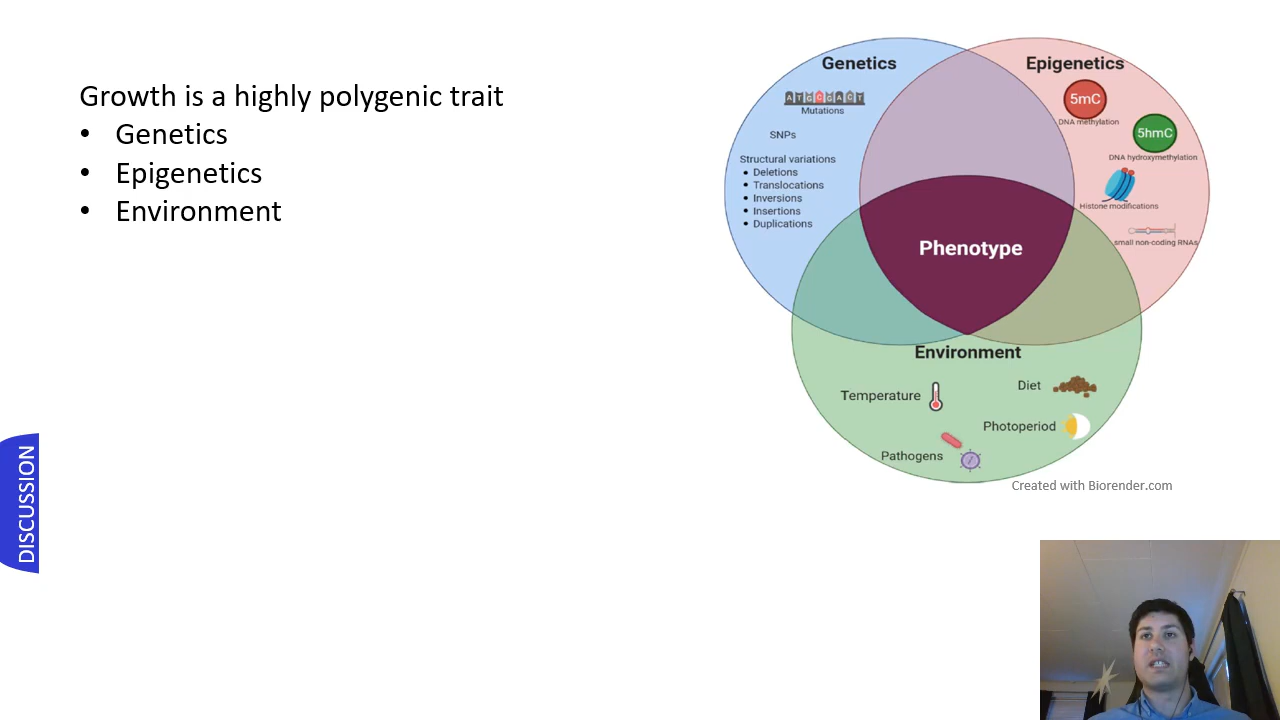 Growth is a highly polygenic trait
• Genetics
• Epigenetics
• Environment
DISCUSSION
Genetics
ATGCGACT
Mutations
SNPs
Structural variations
• Deletions
• Translocations
• Inversions
• Insertions
• Duplications
Epigenetics
5mC
DNA methylation
5hmC
DNA hydroxymethylation
Histone modifications
small non-coding RNAs
Phenotype
Environment
Temperature
Diet
Photoperiod
Pathogens
Created with Biorender.com